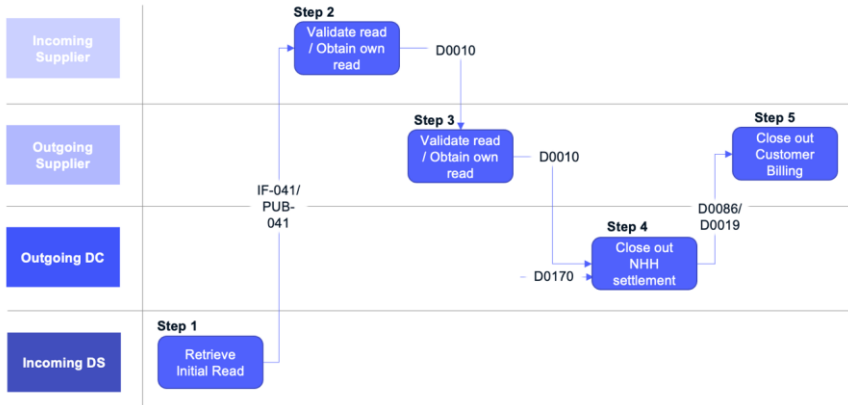 Incoming
Supplier
Step 2
Validate read
/ Obtain own
read
D0010
Outgoing
Supplier
Step 3
Validate read
/ Obtain own
read
D0010
Step 5
Close out
Customer
Billing
IF-041/
PUB-
041
D0086/
D0019
Outgoing DC
Step 4
Close out
NHH
settlement
D0170
Incoming DS
Step 1
Retrieve
Initial Read